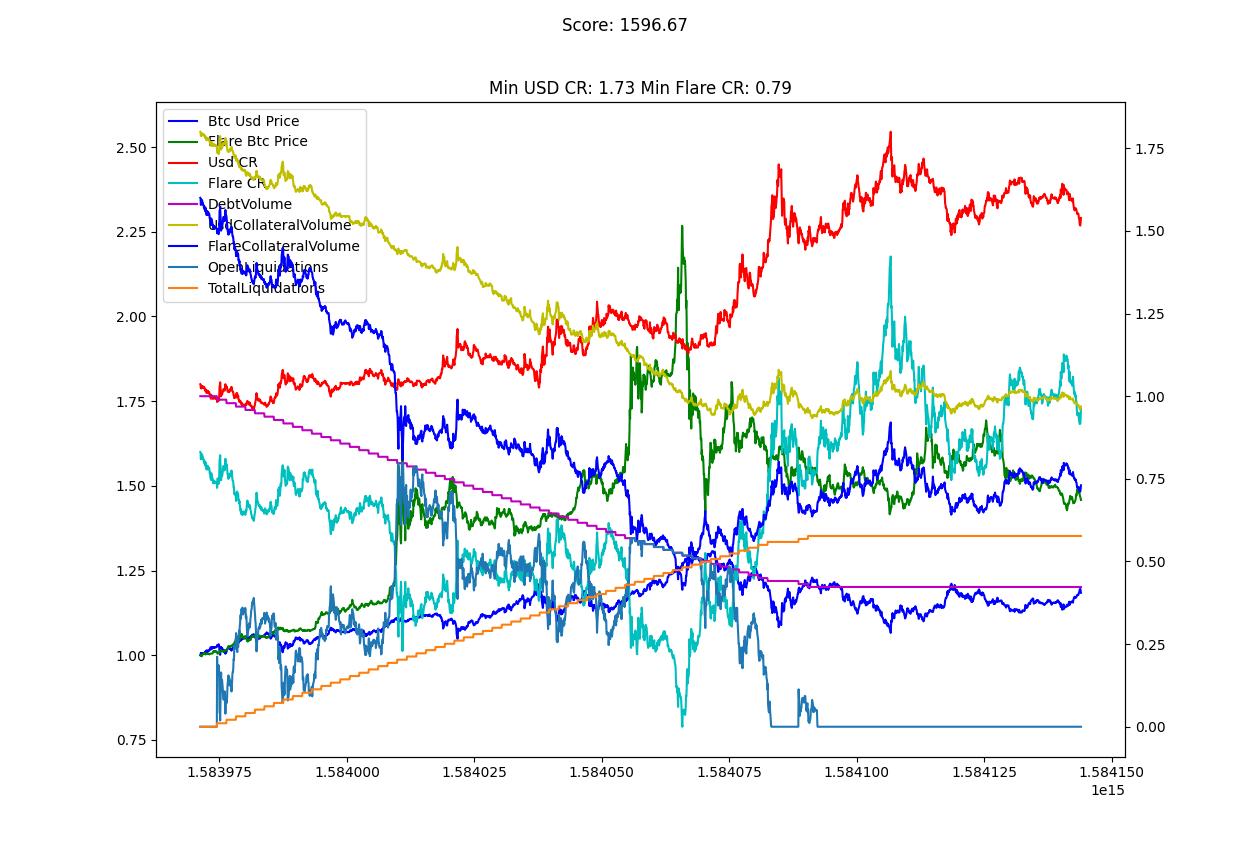 Score: 1596.67
Min USD CR: 1.73 Min Flare CR: 0.79
Btc Usd Price
Flare Btc Price
Usd CR
Flare CR
DebtVolume
UsdCollateralVolume
FlareCollateralVolume
OpenLiquidations
TotalLiquidations
2.50
2.25
2.00
1.75
1.50
1.25
1.00
0.75
1.75
1.50
1.25
1.00
0.75
0.50
0.25
0.00
1.583975 1.584000 1.584025 1.584050 1.584075 1.584100 1.584125 1.584150
1e15